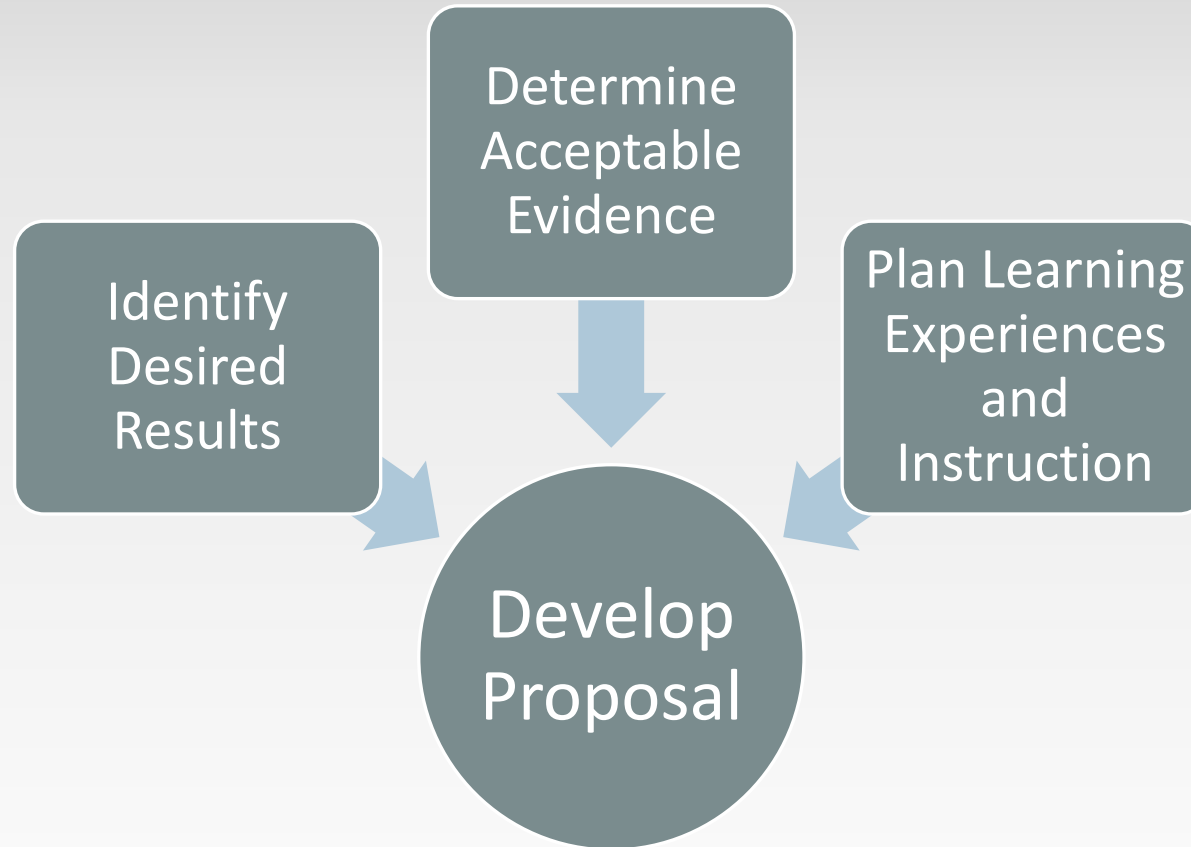 Determine
Acceptable
Evidence
Identify
Desired
Results
Plan Learning
Experiences
and
Instruction
Develop
Proposal